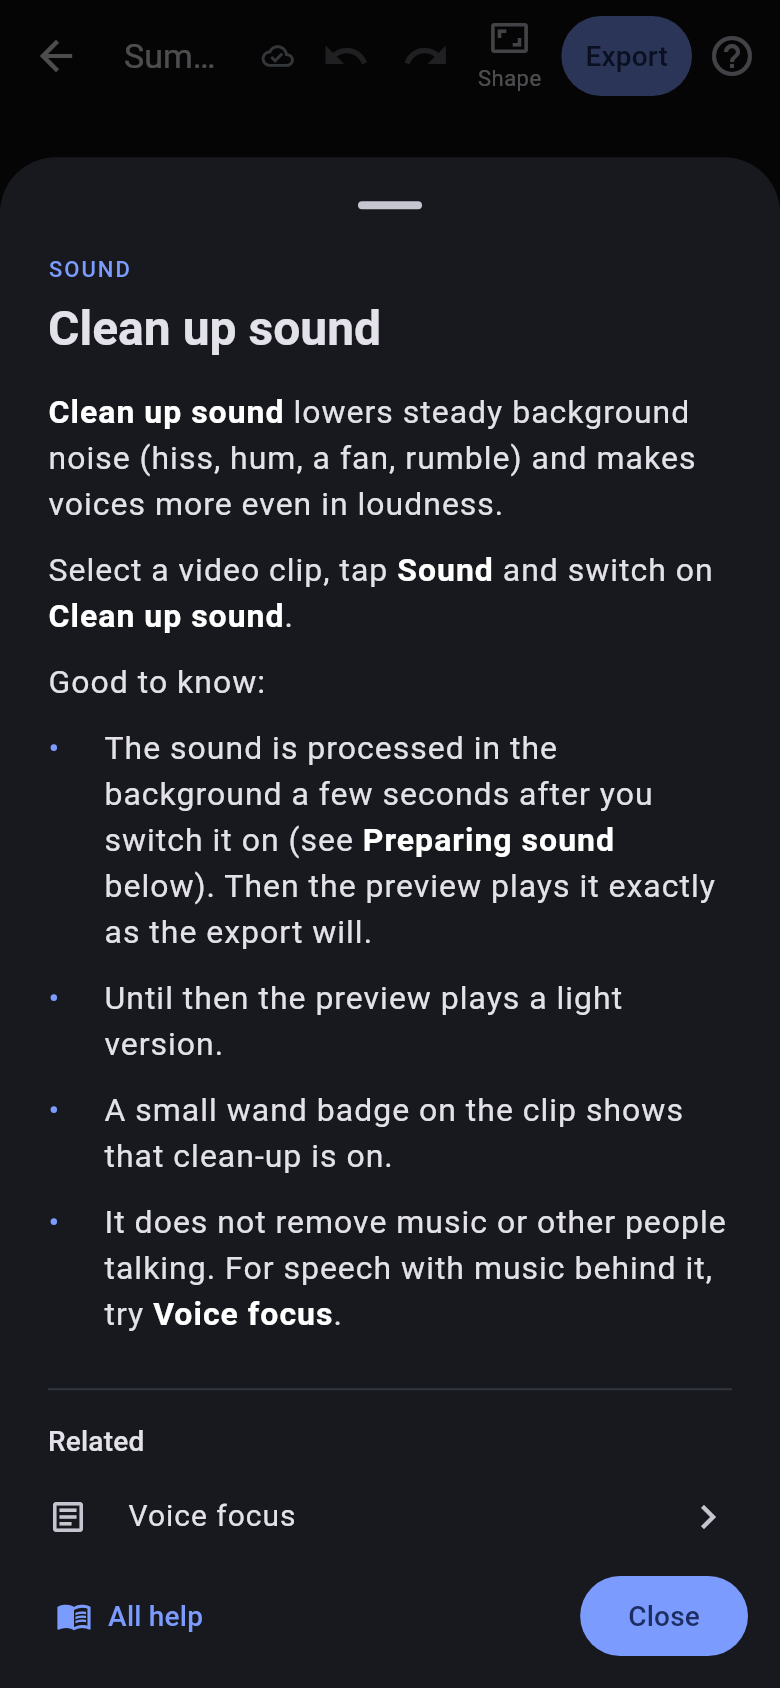 Sum...
Shape
Export
SOUND
Clean up sound
Clean up sound lowers steady background
noise (hiss, hum, a fan, rumble) and makes
voices more even in loudness.
Select a video clip, tap Sound and switch on
Clean up sound.
Good to know:
• The sound is processed in the
background a few seconds after you
switch it on (see Preparing sound
below). Then the preview plays it exactly
as the export will.
• Until then the preview plays a light
version.
• A small wand badge on the clip shows
that clean-up is on.
• It does not remove music or other people
talking. For speech with music behind it,
try Voice focus.
Related
Voice focus
All help
Close